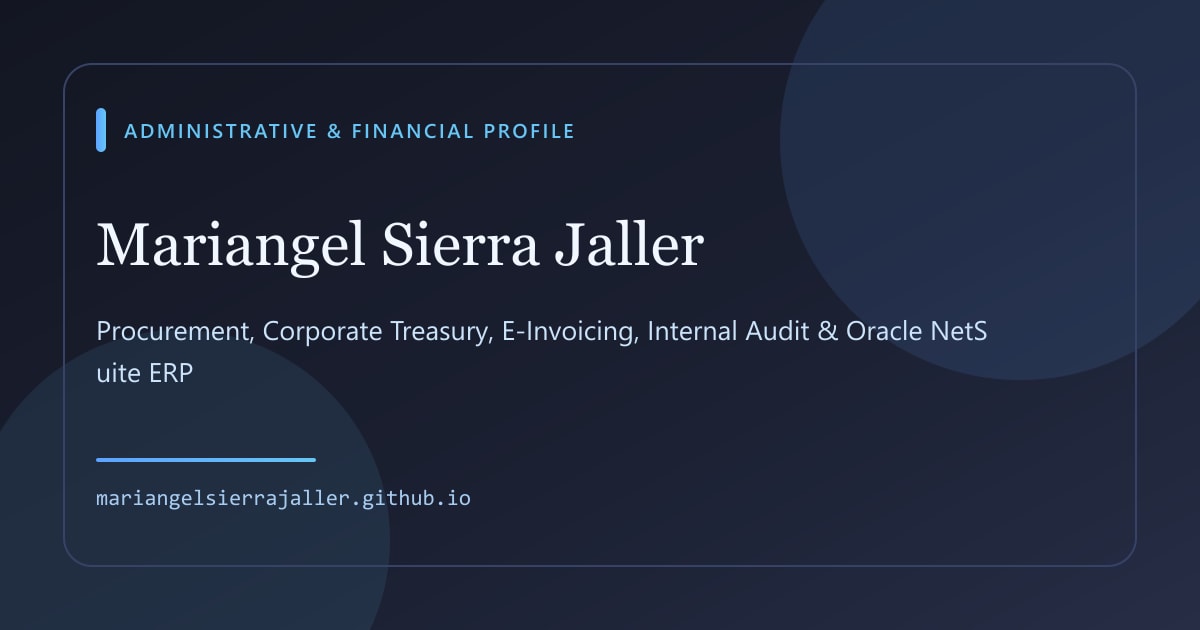 ADMINISTRATIVE & FINANCIAL PROFILE
Mariangel Sierra Jaller
Procurement, Corporate Treasury, E-Invoicing, Internal Audit & Oracle NetS
uite ERP
mariangelsierrajaller.github.io